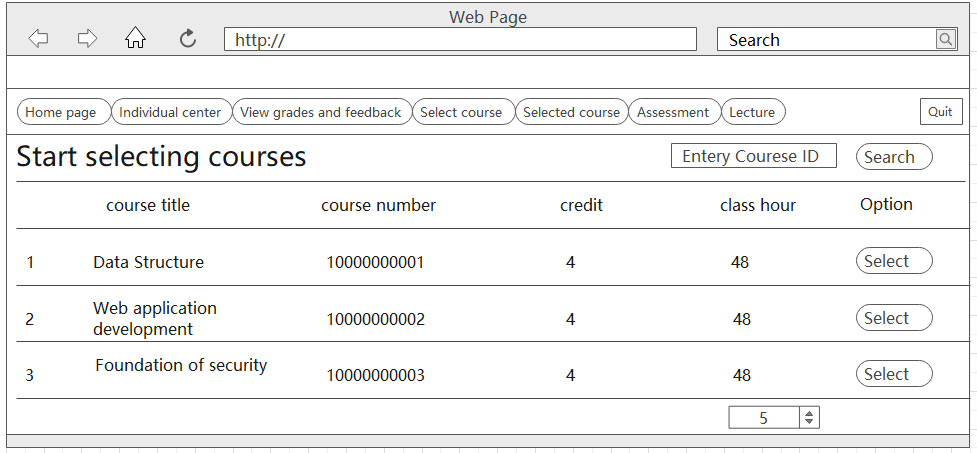 Web Page
http://
Search
Home page Individual center View grades and feedback Select course Selected course Assessment Lecture Quit
Start selecting courses Entery Courese ID Search
course title course number credit class hour Option
1 Data Structure 10000000001 4 48 Select
Web application
2 development 10000000002 4 48 Select
Foundation of security
3 10000000003 4 48 Select
5